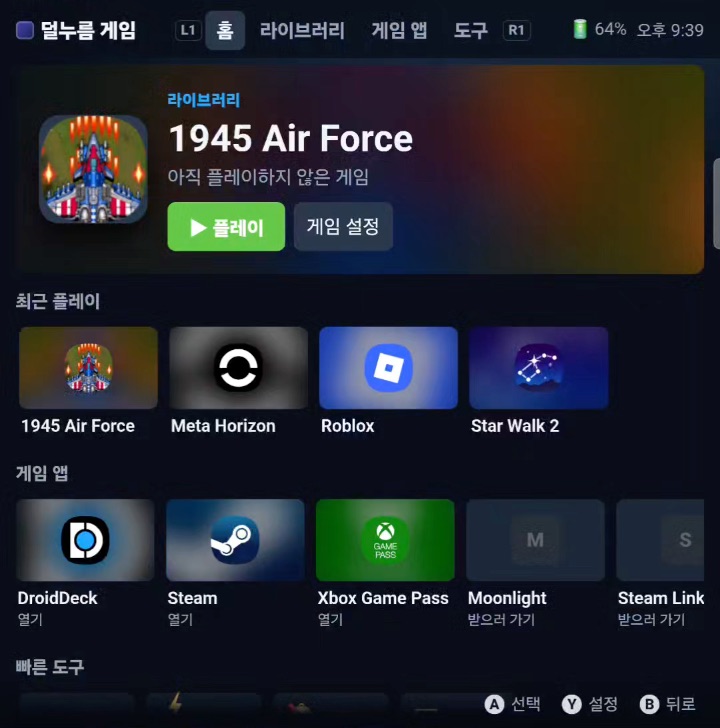 덜누름 게임
L1 홈 라이브러리 게임 앱 도구 R1
64% 오후 9:39
라이브러리
1945 Air Force
아직 플레이하지 않은 게임
플레이 게임 설정
최근 플레이
1945 Air Force Meta Horizon Roblox Star Walk 2
게임 앱
GAME
PASS
M S
DroidDeck Steam Xbox Game Pass Moonlight Steam Link
열기 열기 열기 받으러 가기 받으러 가기
빠른 도구
A 선택 Y 설정 B 뒤로